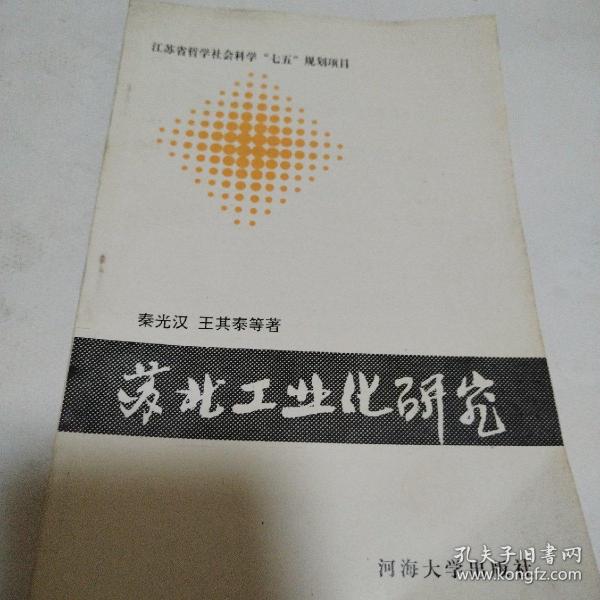 江苏省哲学社会科学“七五”规划项目
秦光汉 王其泰等著
苏北工业化研究
河海大学出版社
孔夫子旧书网
www.kongfz.com